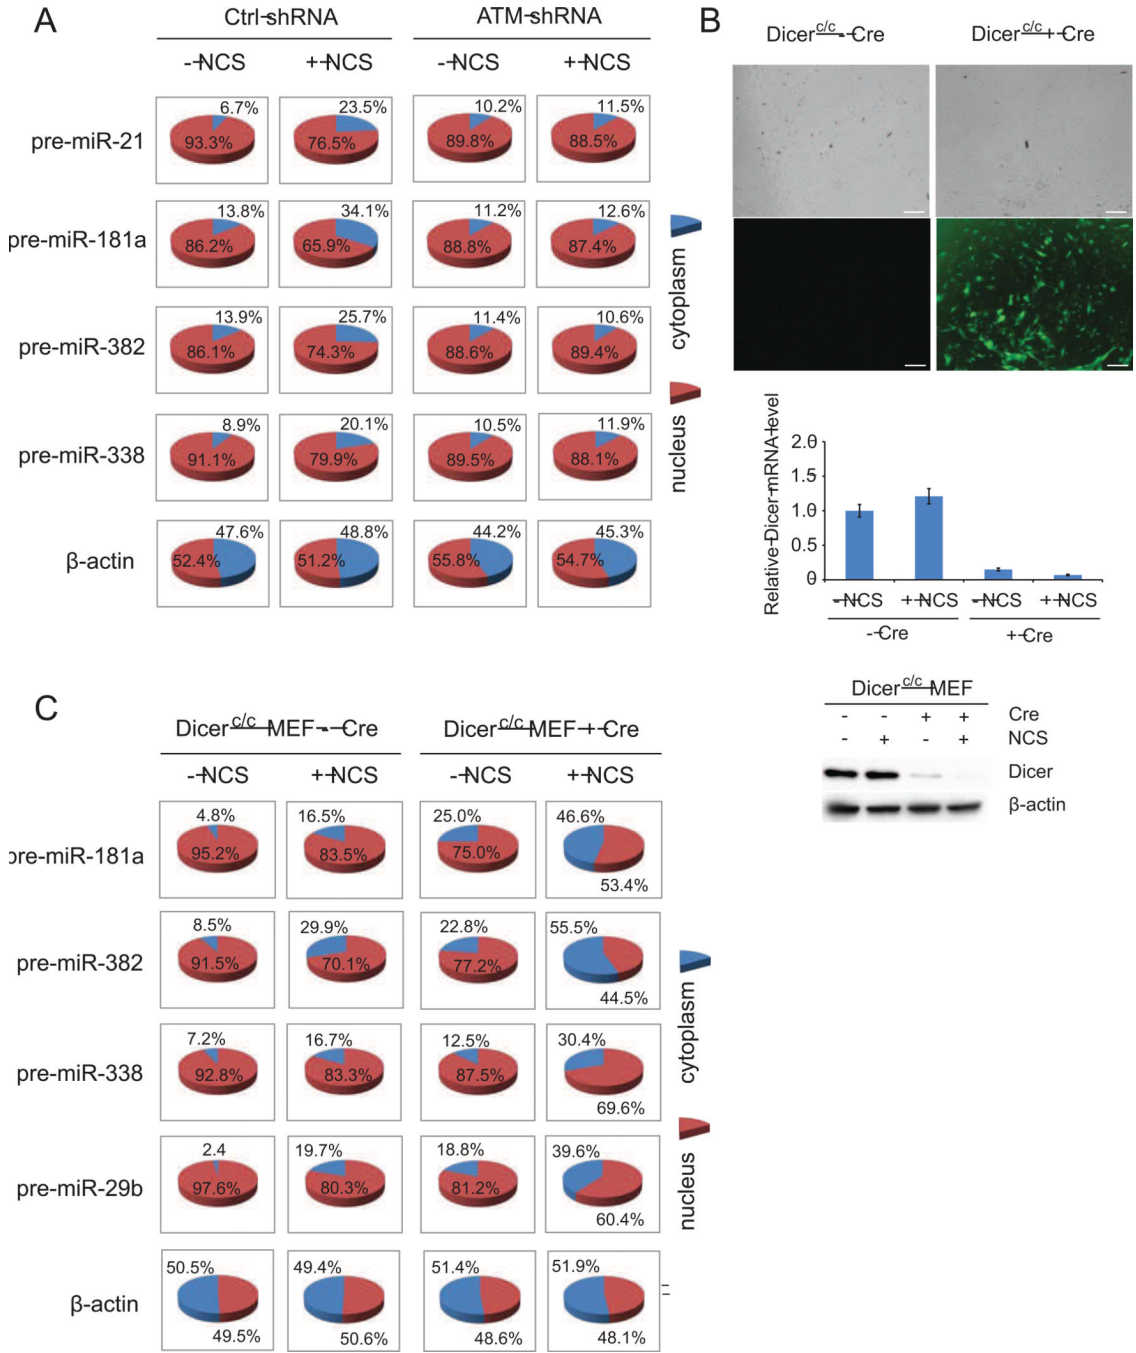 A
Ctrl-shRNA ATM-shRNA
--NCS +-NCS --NCS +-NCS
pre-miR-21
6.7% 23.5% 10.2% 11.5%
93.3% 76.5% 89.8% 88.5%
pre-miR-181a
13.8% 34.1% 11.2% 12.6%
86.2% 65.9% 88.8% 87.4%
pre-miR-382
13.9% 25.7% 11.4% 10.6%
86.1% 74.3% 88.6% 89.4%
pre-miR-338
8.9% 20.1% 10.5% 11.9%
91.1% 79.9% 89.5% 88.1%
β-actin
47.6% 48.8% 44.2% 45.3%
52.4% 51.2% 55.8% 54.7%
cytoplasm
nucleus
B
Dicer c/c --Cre Dicer c/c +-Cre
Relative-Dicer-mRNA-level
2.0
1.5
1.0
0.5
0
--NCS +-NCS --NCS +-NCS
--Cre +-Cre
Dicer c/c MEF
- - + + Cre
- + - + NCS
Dicer
β-actin
C
Dicer c/c MEF--Cre Dicer c/c MEF-+-Cre
--NCS +-NCS --NCS +-NCS
pre-miR-181a
4.8% 16.5% 25.0% 46.6%
95.2% 83.5% 75.0% 53.4%
pre-miR-382
8.5% 29.9% 22.8% 55.5%
91.5% 70.1% 77.2% 44.5%
pre-miR-338
7.2% 16.7% 12.5% 30.4%
92.8% 83.3% 87.5% 69.6%
pre-miR-29b
2.4 19.7% 18.8% 39.6%
97.6% 80.3% 81.2% 60.4%
β-actin
50.5% 49.4% 51.4% 51.9%
49.5% 50.6% 48.6% 48.1%
cytoplasm
nucleus